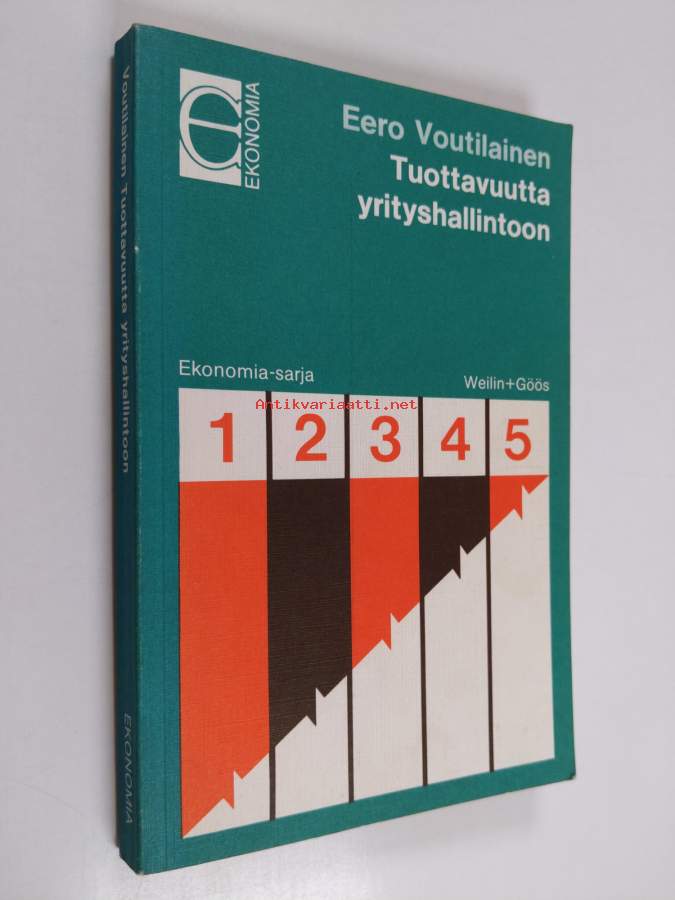 EKONOMIA
Eero Voutilainen
Tuottavuutta
yrityshallintoon
Ekonomia-sarja
Weilin+Göös
Antikvariaatti.net
1 2 3 4 5
Voutilainen Tuottavuutta yrityshallintoon
EKONOMIA